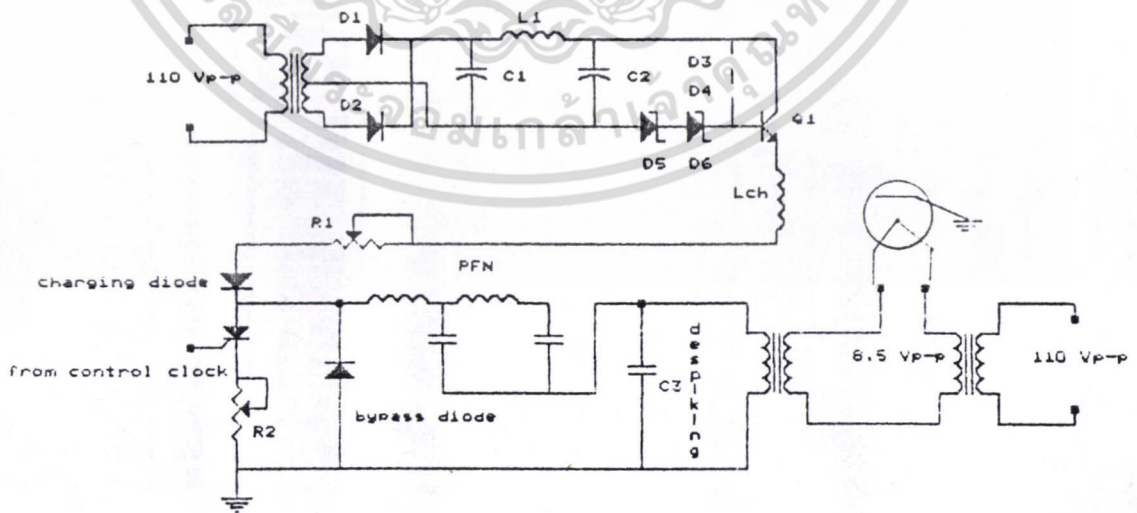 D1
L1
110 Vp-p
C1
C2
D3
D4
D2
Q1
D5
D6
Lch
R1
PFN
charging diode
from control clock
R2
bypass diode
C3
despiking
8.5 Vp-p
110 Vp-p